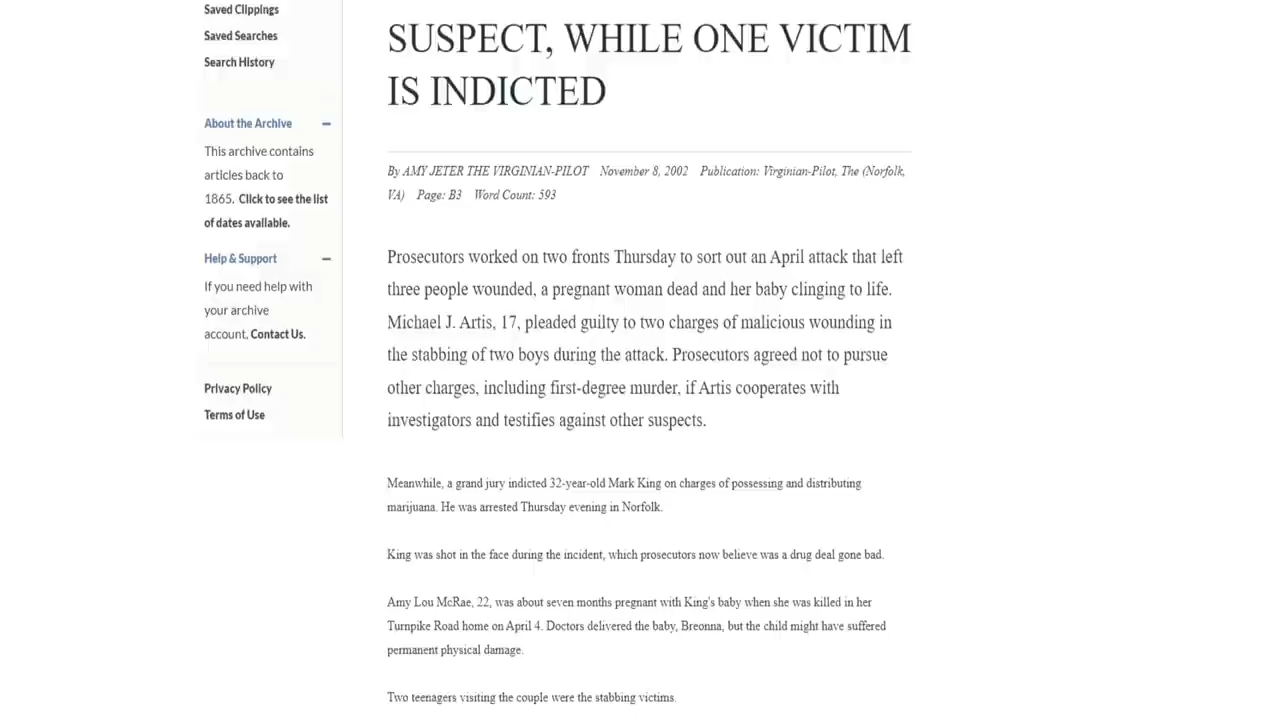 Saved Clippings
Saved Searches
Search History
About the Archive
This archive contains
articles back to
1865. Click to see the list
of dates available.
Help & Support
If you need help with
your archive
account, Contact Us.
Privacy Policy
Terms of Use
SUSPECT, WHILE ONE VICTIM
IS INDICTED
By AMY JETER THE VIRGINIAN-PILOT November 8, 2002 Publication: Virginian-Pilot, The (Norfolk,
VA) Page: B3 Word Count: 593
Prosecutors worked on two fronts Thursday to sort out an April attack that left
three people wounded, a pregnant woman dead and her baby clinging to life.
Michael J. Artis, 17, pleaded guilty to two charges of malicious wounding in
the stabbing of two boys during the attack. Prosecutors agreed not to pursue
other charges, including first-degree murder, if Artis cooperates with
investigators and testifies against other suspects.
Meanwhile, a grand jury indicted 32-year-old Mark King on charges of possessing and distributing
marijuana. He was arrested Thursday evening in Norfolk.
King was shot in the face during the incident, which prosecutors now believe was a drug deal gone bad.
Amy Lou McRae, 22, was about seven months pregnant with King's baby when she was killed in her
Turnpike Road home on April 4. Doctors delivered the baby, Breonna, but the child might have suffered
permanent physical damage.
Two teenagers visiting the couple were the stabbing victims.